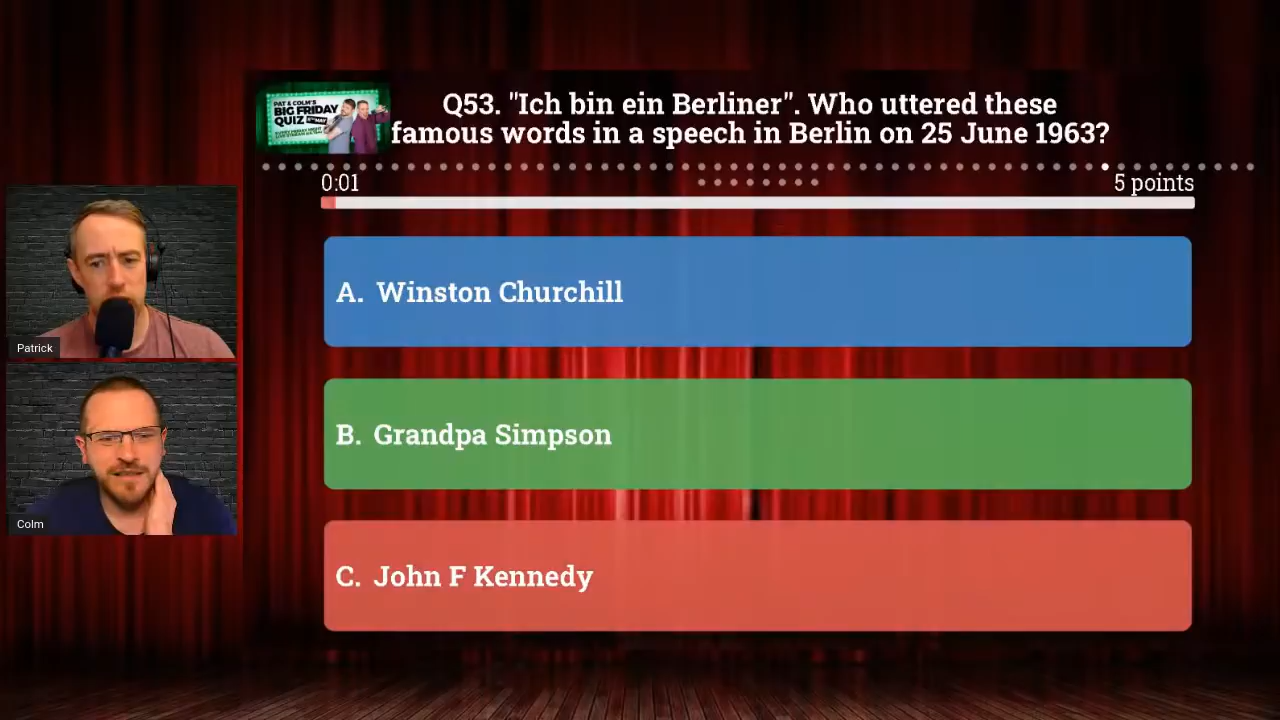 PAT & COLM'S
BIG FRIDAY
QUIZ
Q53. "Ich bin ein Berliner". Who uttered these
famous words in a speech in Berlin on 25 June 1963?
0:01
5 points
A. Winston Churchill
Patrick
B. Grandpa Simpson
Colm
C. John F Kennedy